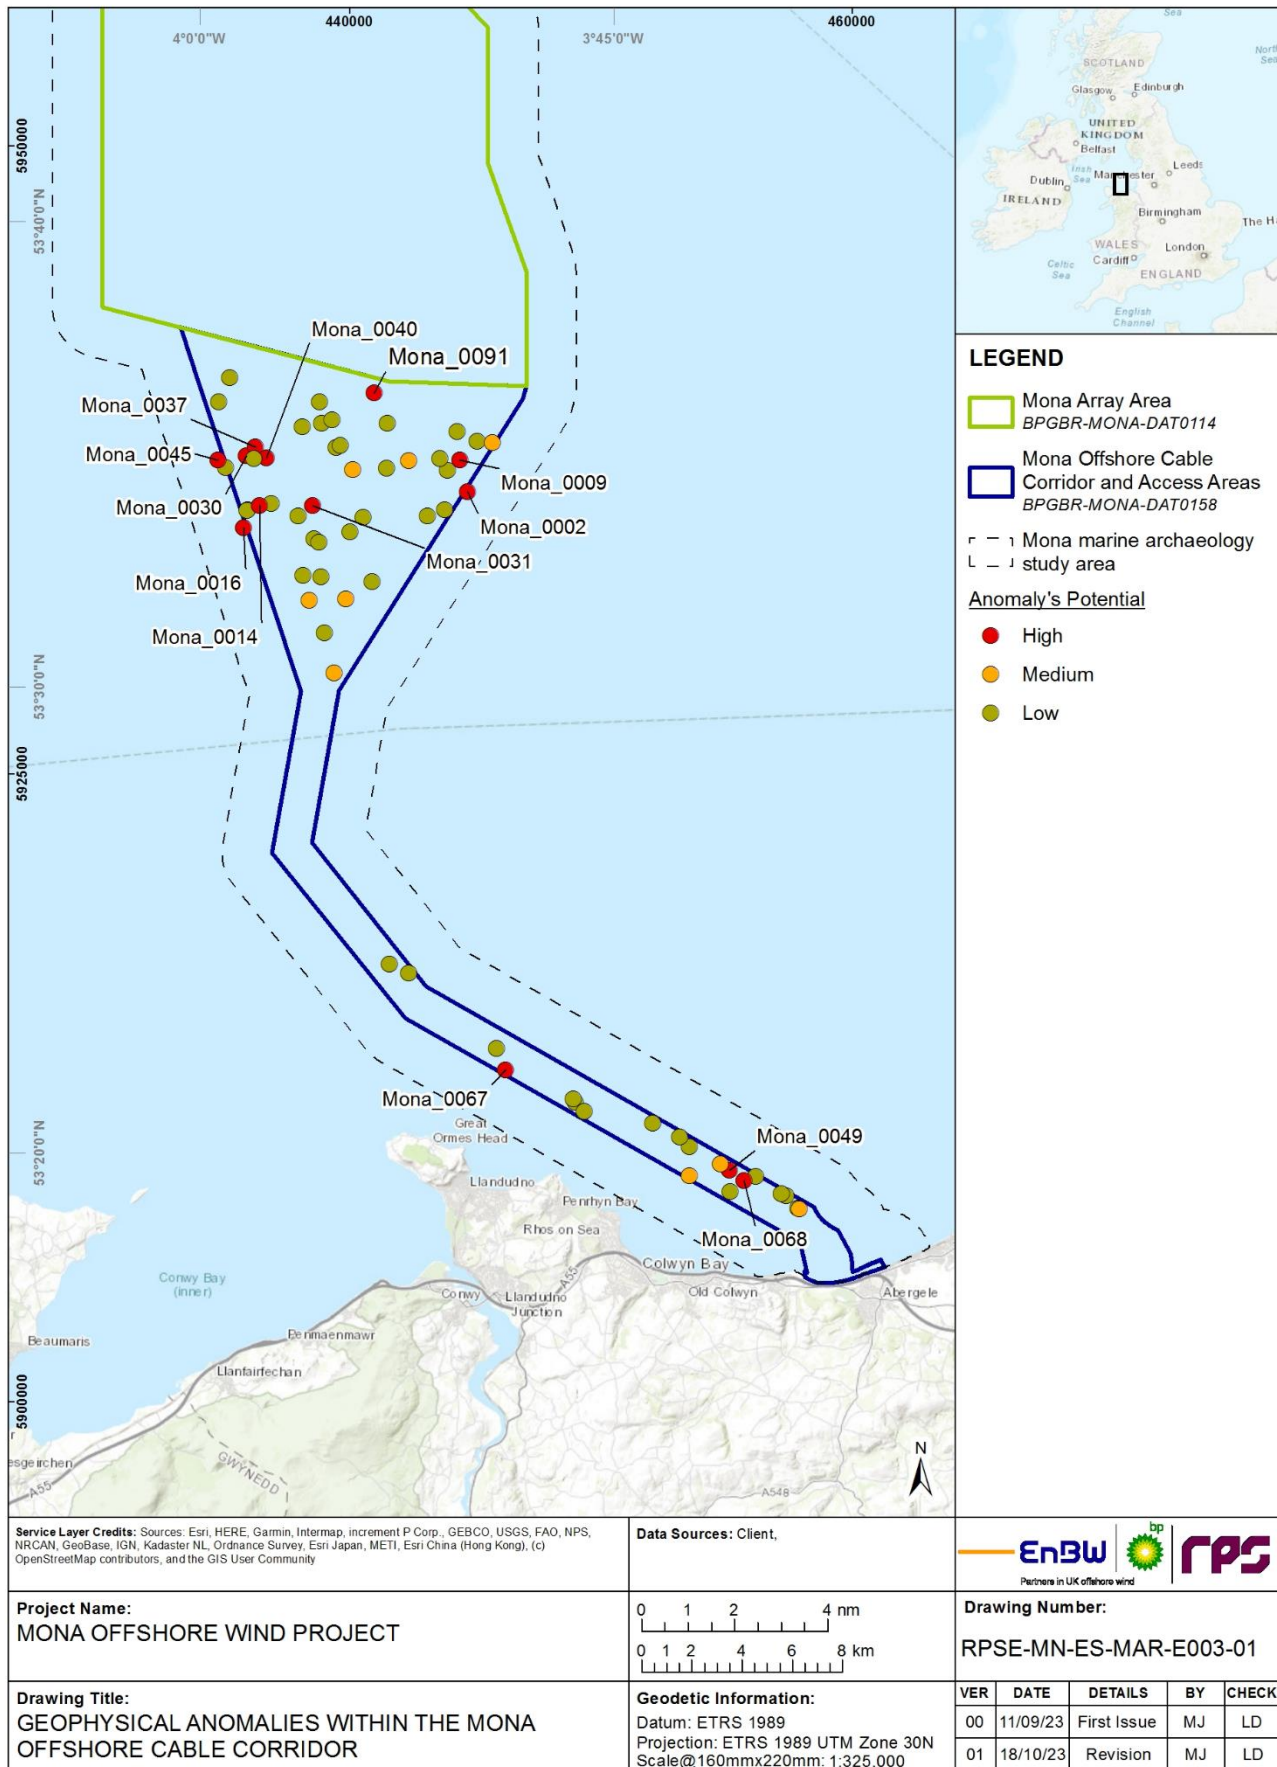 440000
460000
4°0'0"W
3°45'0"W
5950000
53°40'0"N
53°30'0"N
5925000
53°20'0"N
5900000
Mona_0040
Mona_0091
Mona_0037
Mona_0045
Mona_0009
Mona_0030
Mona_0002
Mona_0031
Mona_0016
Mona_0014
Mona_0067
Great
Ormes Head
Mona_0049
Llandudno
Penrhyn Bay
Rhos on Sea
Mona_0068
Colwyn Bay
A55
Conwy Bay
(inner)
Conwy
Llandudno
Junction
Old Colwyn
Abergele
Beaumaris
Penmaenmawr
Llanfairfechan
esgeirchen
A55
GWYNEDD
A548
N
Sea
North
Sea
SCOTLAND
Glasgow
Edinburgh
UNITED
KINGDOM
Belfast
Irish
Sea
Leeds
Dublin
IRELAND
Birmingham
The Ha
WALES
Cardiff
London
Celtic
Sea
ENGLAND
English
Channel
LEGEND
Mona Array Area
BPGBR-MONA-DAT0114
Mona Offshore Cable
Corridor and Access Areas
BPGBR-MONA-DAT0158
Mona marine archaeology
study area
Anomaly's Potential
High
Medium
Low
Service Layer Credits: Sources: Esri, HERE, Garmin, Intermap, increment P Corp., GEBCO, USGS, FAO, NPS,
NRCAN, GeoBase, IGN, Kadaster NL, Ordnance Survey, Esri Japan, METI, Esri China (Hong Kong), (c)
OpenStreetMap contributors, and the GIS User Community
Data Sources: Client,
EnBW
bp
rps
Partners in UK offshore wind
Project Name:
MONA OFFSHORE WIND PROJECT
0 1 2 4 nm
0 1 2 4 6 8 km
Drawing Number:
RPSE-MN-ES-MAR-E003-01
Drawing Title:
GEOPHYSICAL ANOMALIES WITHIN THE MONA
OFFSHORE CABLE CORRIDOR
Geodetic Information:
Datum: ETRS 1989
Projection: ETRS 1989 UTM Zone 30N
Scale@160mmx220mm: 1:325,000
VER DATE DETAILS BY CHECK
00 11/09/23 First Issue MJ LD
01 18/10/23 Revision MJ LD